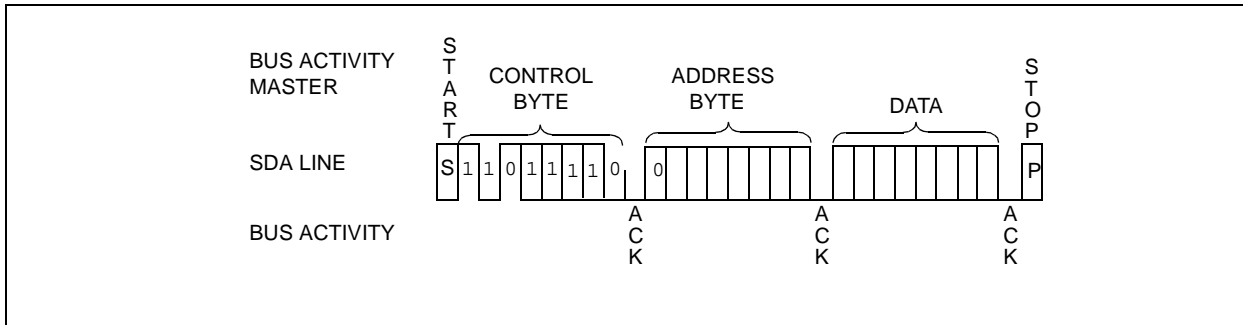 BUS ACTIVITY
MASTER
START
CONTROL
BYTE
ADDRESS
BYTE
DATA
STOP
SDA LINE
S 1 1 0 1 1 1 1 0
0
P
BUS ACTIVITY
ACK
ACK
ACK